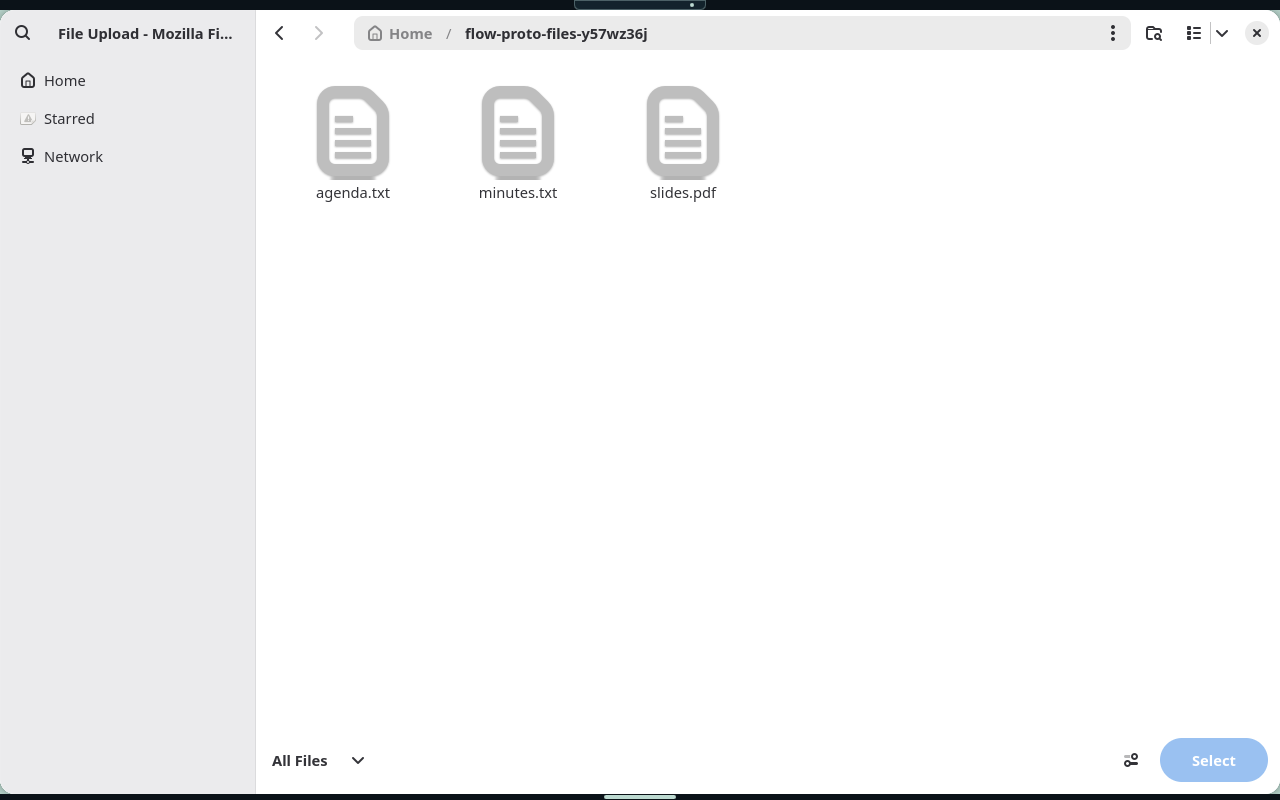 File Upload - Mozilla Fi...
Home / flow-proto-files-y57wz36j
Home
Starred
Network
agenda.txt
minutes.txt
slides.pdf
All Files
Select